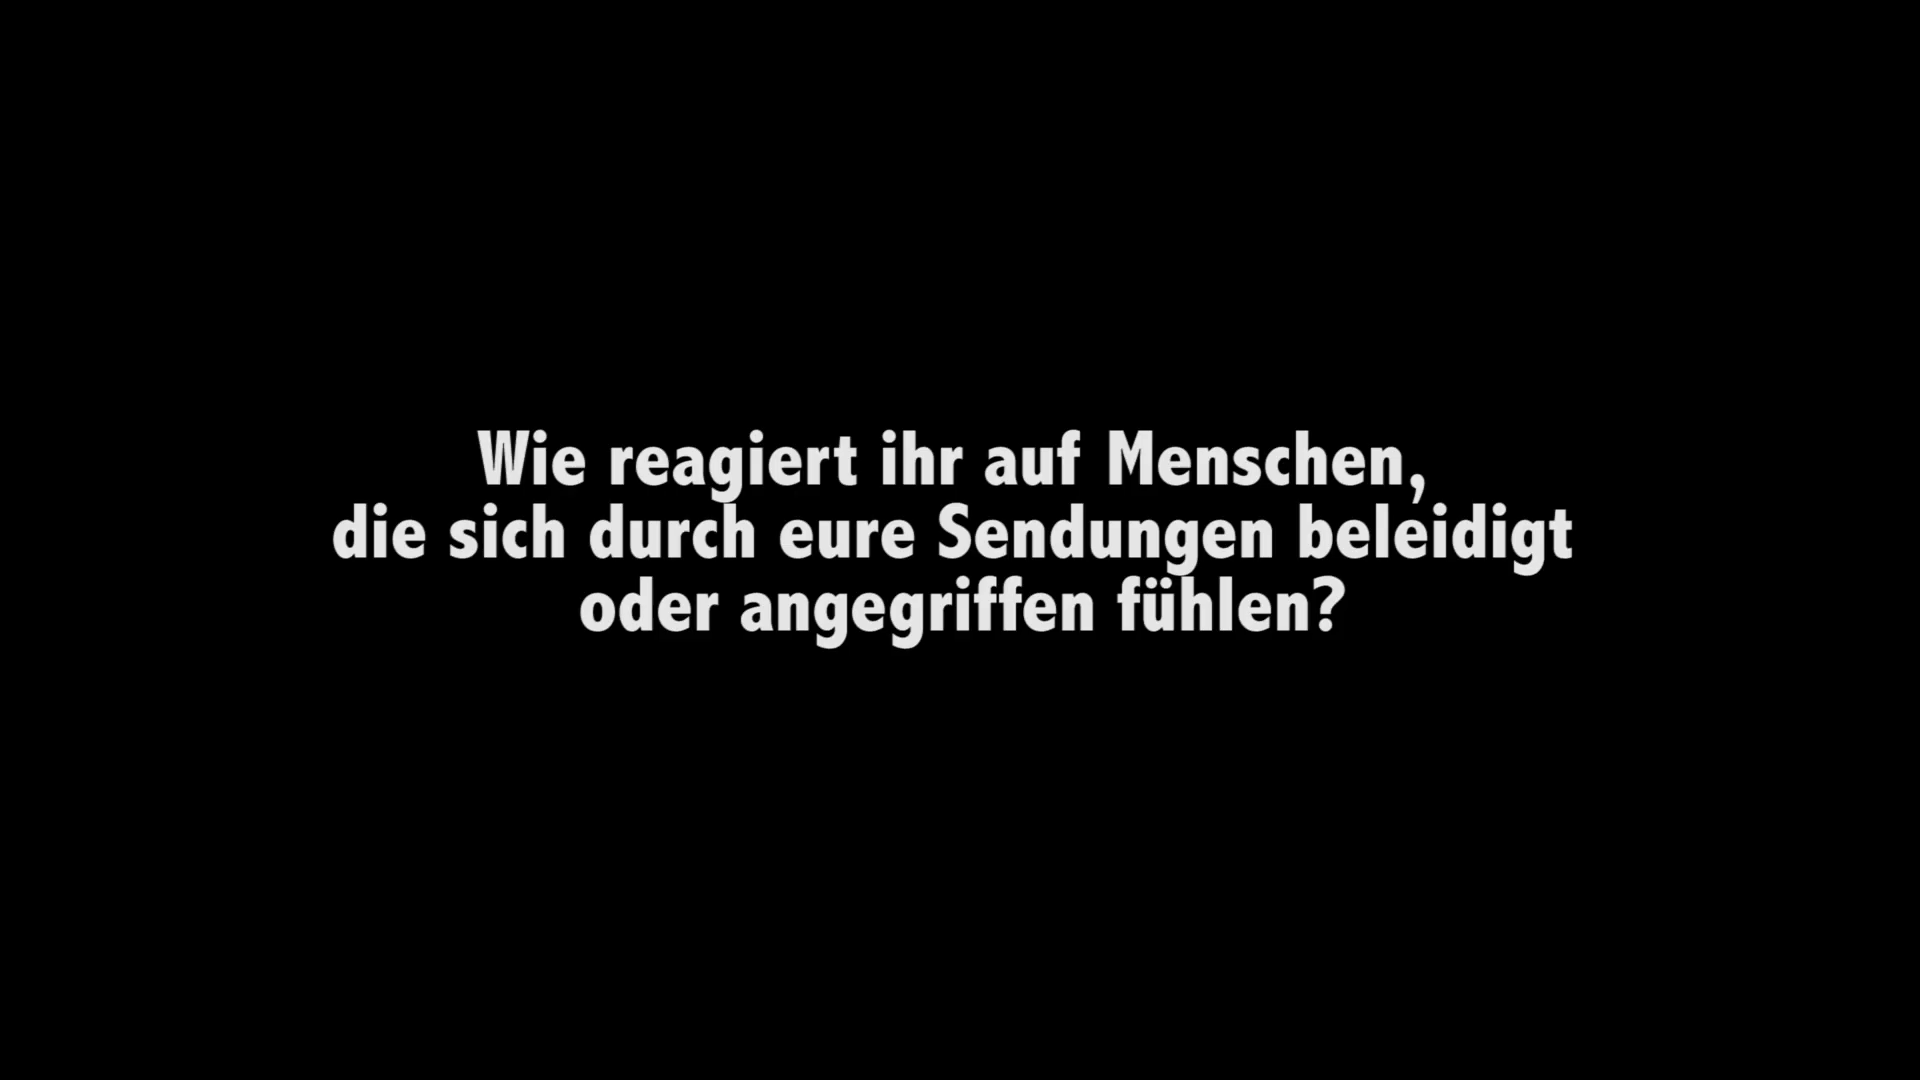 Wie reagiert ihr auf Menschen,
die sich durch eure Sendungen beleidigt
oder angegriffen fühlen?